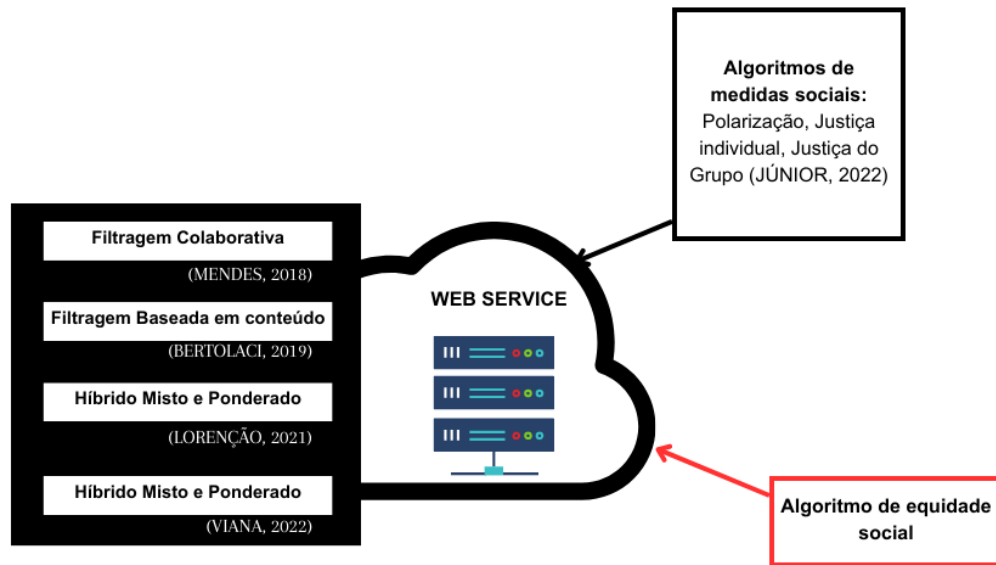 Algoritmos de
medidas sociais:
Polarização, Justiça
individual, Justiça do
Grupo (JÚNIOR, 2022)
Filtragem Colaborativa
(MENDES, 2018)
Filtragem Baseada em conteúdo
(BERTOLACI, 2019)
Híbrido Misto e Ponderado
(LORENÇÃO, 2021)
Híbrido Misto e Ponderado
(VIANA, 2022)
WEB SERVICE
Algoritmo de equidade
social